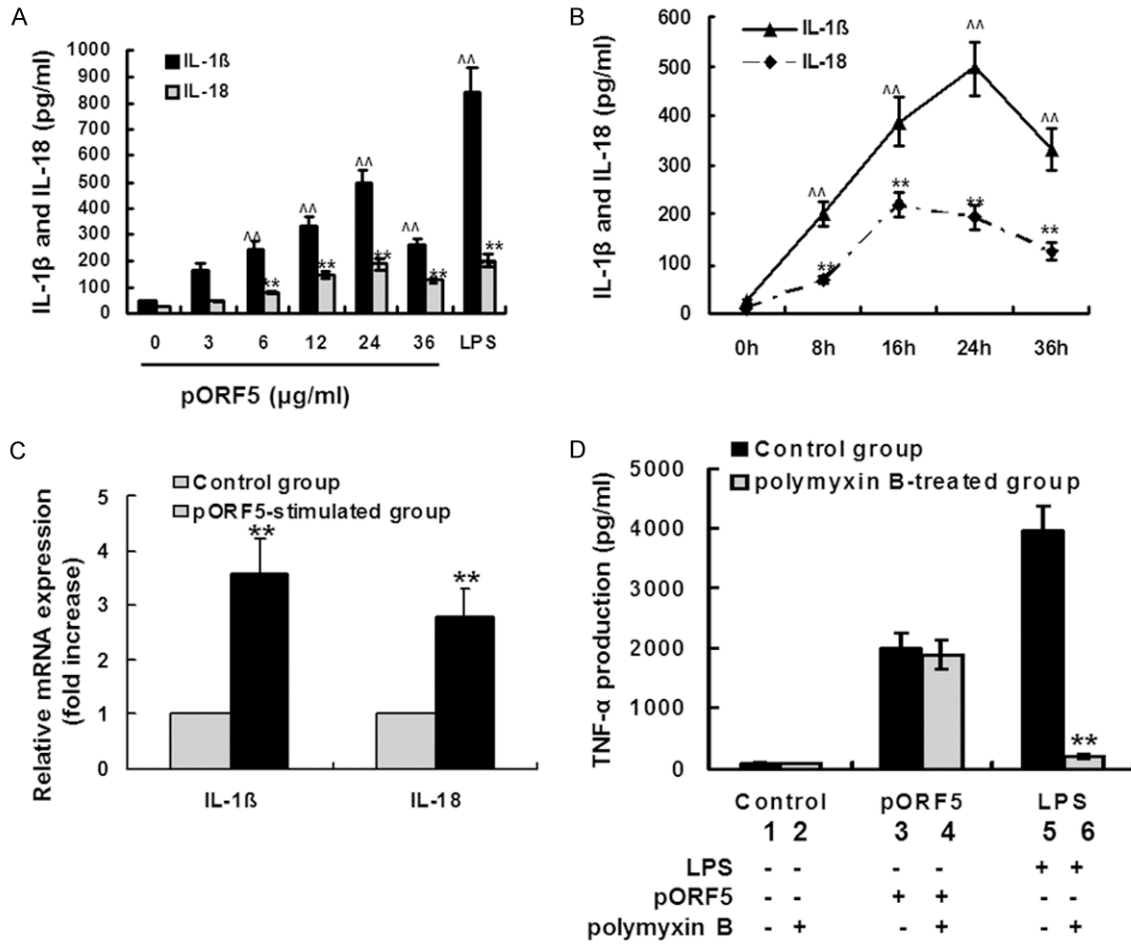 A
IL-1β and IL-18 (pg/ml)
1000
900
800
700
600
500
400
300
200
100
0
IL-1ß
IL-18
^^
^^
^^
^^
^^
**
**
**
**
**
0 3 6 12 24 36 LPS
pORF5 (µg/ml)
B
IL-1β and IL-18 (pg/ml)
600
500
400
300
200
100
0
IL-1ß
IL-18
^^
^^
^^
^^
**
**
**
**
0h 8h 16h 24h 36h
C
Relative mRNA expression
(fold increase)
5
4
3
2
1
0
Control group
pORF5-stimulated group
**
**
IL-1ß IL-18
D
TNF-α production (pg/ml)
5000
4000
3000
2000
1000
0
Control group
polymyxin B-treated group
**
Control pORF5 LPS
1 2 3 4 5 6
LPS - - - - + +
pORF5 - - + + - -
polymyxin B - + - + - +